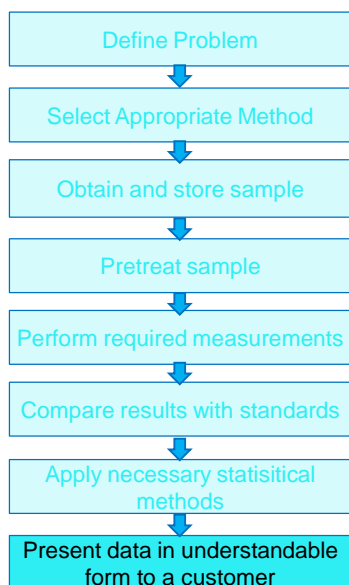 Define Problem
Select Appropriate Method
Obtain and store sample
Pretreat sample
Perform required measurements
Compare results with standards
Apply necessary statisitical
methods
Present data in understandable
form to a customer